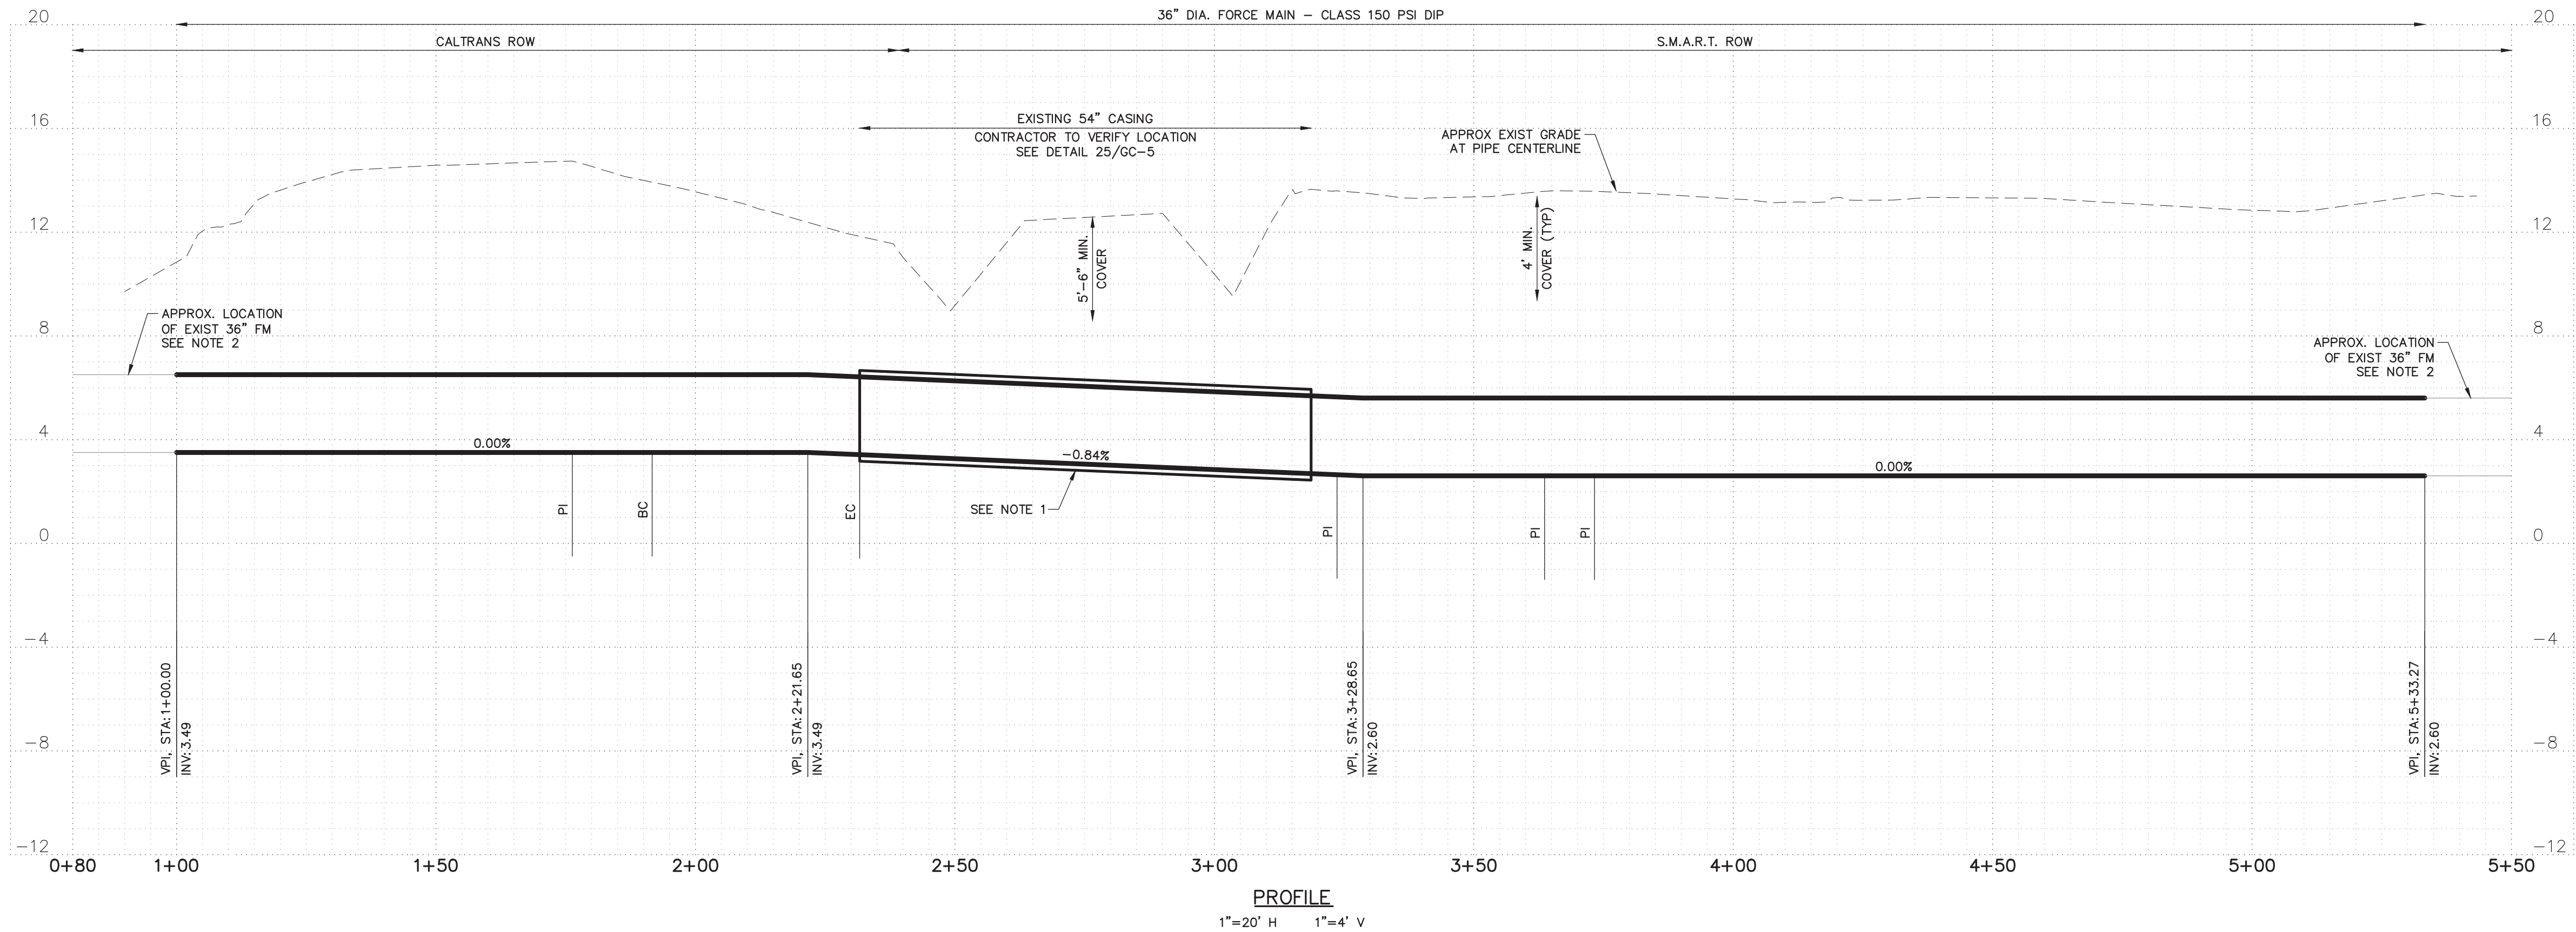 36" DIA. FORCE MAIN – CLASS 150 PSI DIP
CALTRANS ROW
S.M.A.R.T. ROW
20
20
16
16
12
12
8
8
4
4
0
0
-4
-4
-8
-8
-12
-12
EXISTING 54" CASING
CONTRACTOR TO VERIFY LOCATION
SEE DETAIL 25/GC-5
APPROX EXIST GRADE
AT PIPE CENTERLINE
5'-6" MIN.
COVER
4' MIN.
COVER (TYP)
APPROX. LOCATION
OF EXIST 36" FM
SEE NOTE 2
APPROX. LOCATION
OF EXIST 36" FM
SEE NOTE 2
0.00%
-0.84%
0.00%
SEE NOTE 1
PI
BC
EC
PI
PI
PI
VPI, STA:1+00.00
INV:3.49
VPI, STA:2+21.65
INV:3.49
VPI, STA:3+28.65
INV:2.60
VPI, STA:5+33.27
INV:2.60
0+80
1+00
1+50
2+00
2+50
3+00
3+50
4+00
4+50
5+00
5+50
PROFILE
1"=20' H 1"=4' V